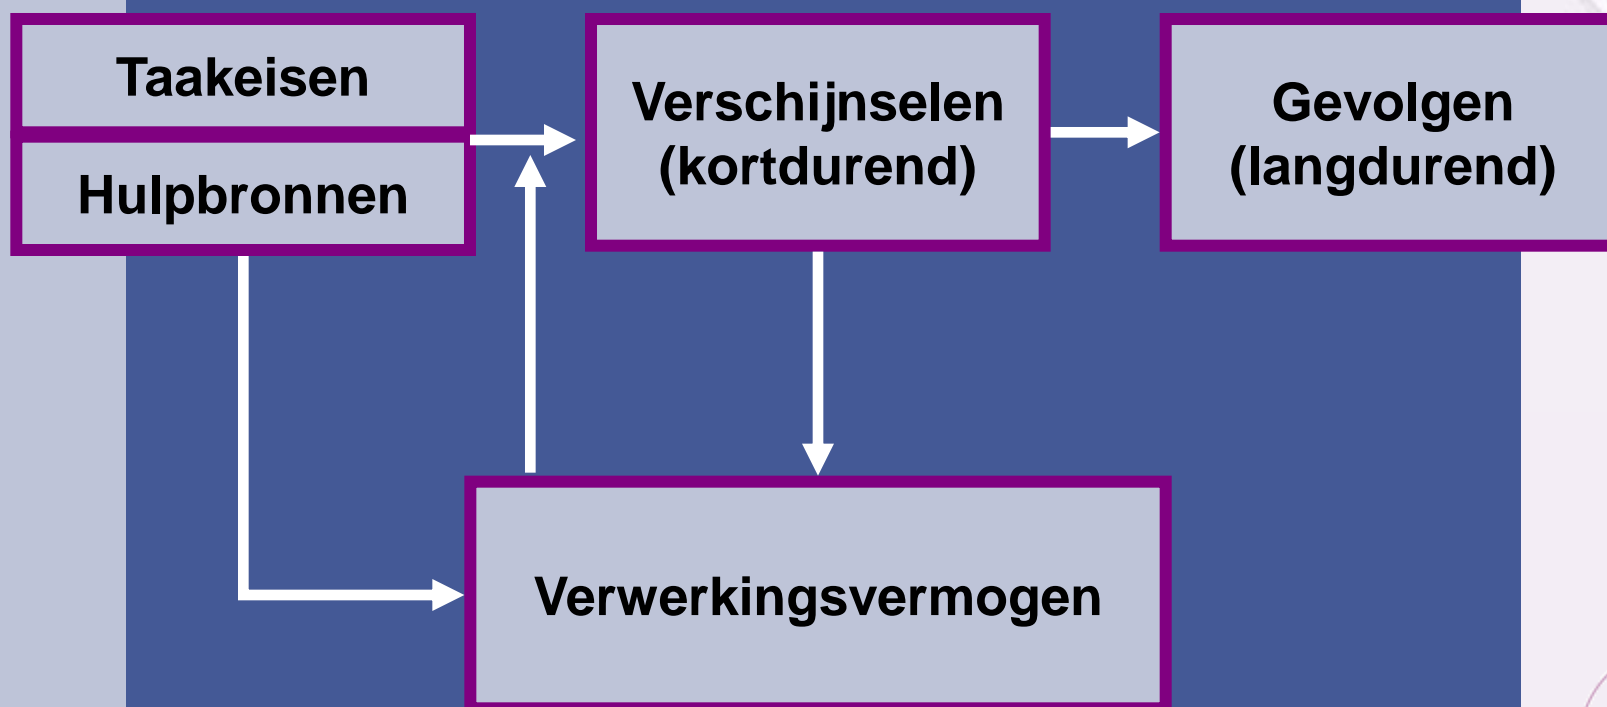 Taakeisen
Hulpbronnen
Verschijnselen
(kortdurend)
Gevolgen
(langdurend)
Verwerkingsvermogen